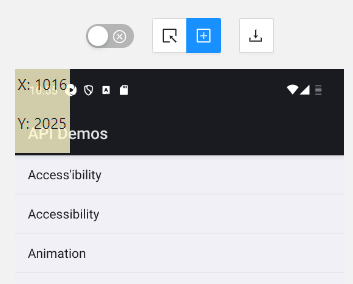 X: 1016
Y: 2025
API Demos
Access'ibility
Accessibility
Animation